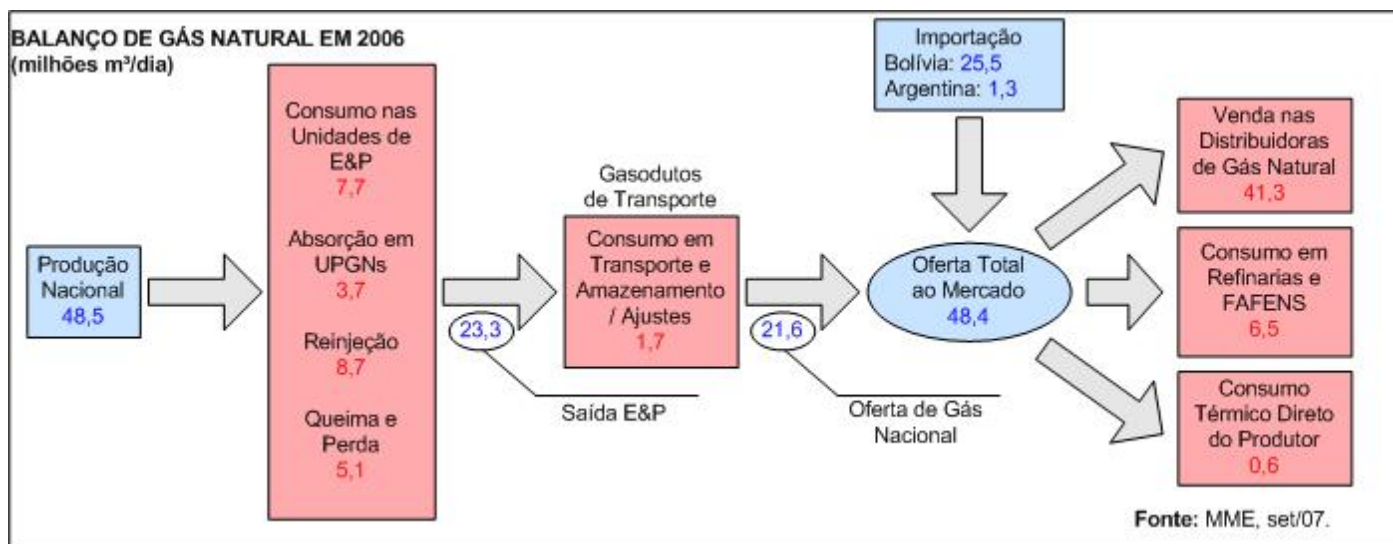 BALANÇO DE GÁS NATURAL EM 2006
(milhões m³/dia)
Produção
Nacional
48,5
Consumo nas
Unidades de
E&P
7,7
Absorção em
UPGNs
3,7
Reinjeção
8,7
Queima e
Perda
5,1
23,3
Saída E&P
Gasodutos
de Transporte
Consumo em
Transporte e
Amazenamento
/ Ajustes
1,7
21,6
Oferta de Gás
Nacional
Importação
Bolívia: 25,5
Argentina: 1,3
Oferta Total
ao Mercado
48,4
Venda nas
Distribuidoras
de Gás Natural
41,3
Consumo em
Refinarias e
FAFENS
6,5
Consumo
Térmico Direto
do Produtor
0,6
Fonte: MME, set/07.